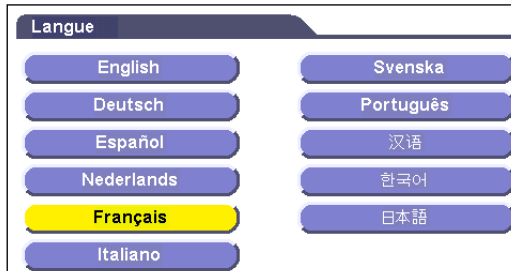 Langue
English
Deutsch
Español
Nederlands
Français
Italiano
Svenska
Português
汉语
한국어
日本語